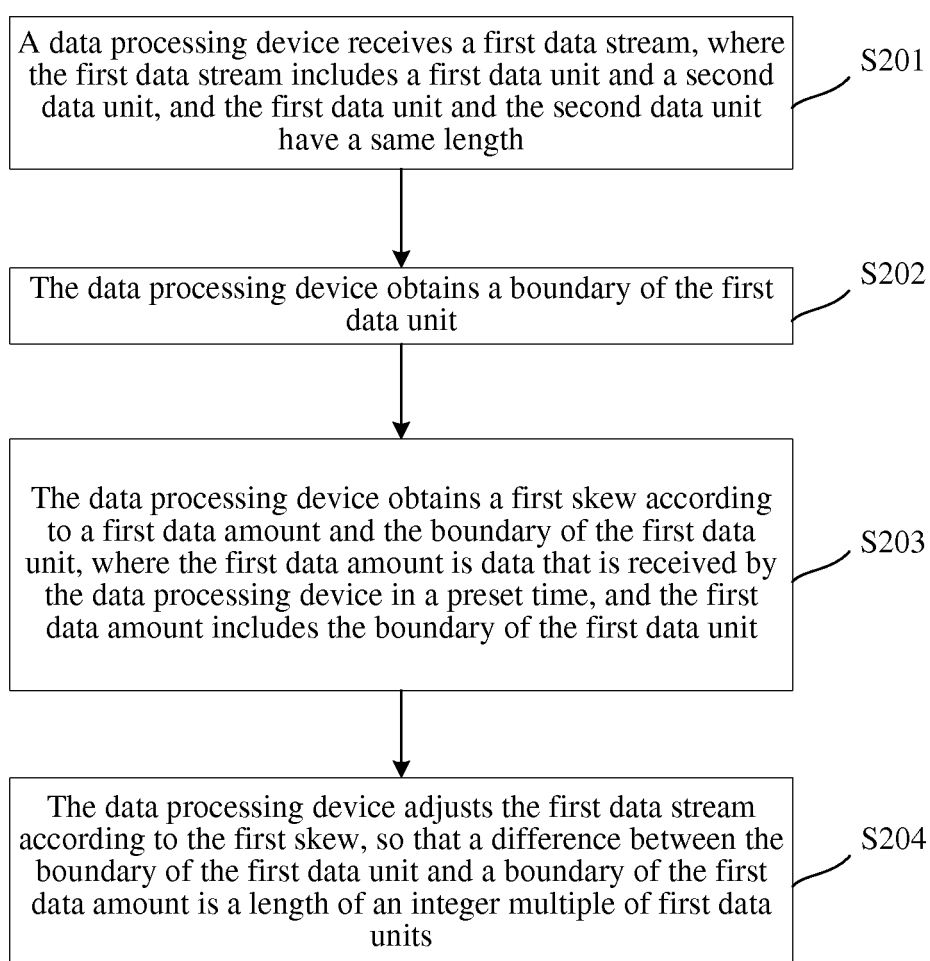 A data processing device receives a first data stream, where
the first data stream includes a first data unit and a second
data unit, and the first data unit and the second data unit
have a same length
S201
The data processing device obtains a boundary of the first
data unit
S202
The data processing device obtains a first skew according
to a first data amount and the boundary of the first data
unit, where the first data amount is data that is received by
the data processing device in a preset time, and the first
data amount includes the boundary of the first data unit
S203
The data processing device adjusts the first data stream
according to the first skew, so that a difference between the
boundary of the first data unit and a boundary of the first
data amount is a length of an integer multiple of first data
units
S204